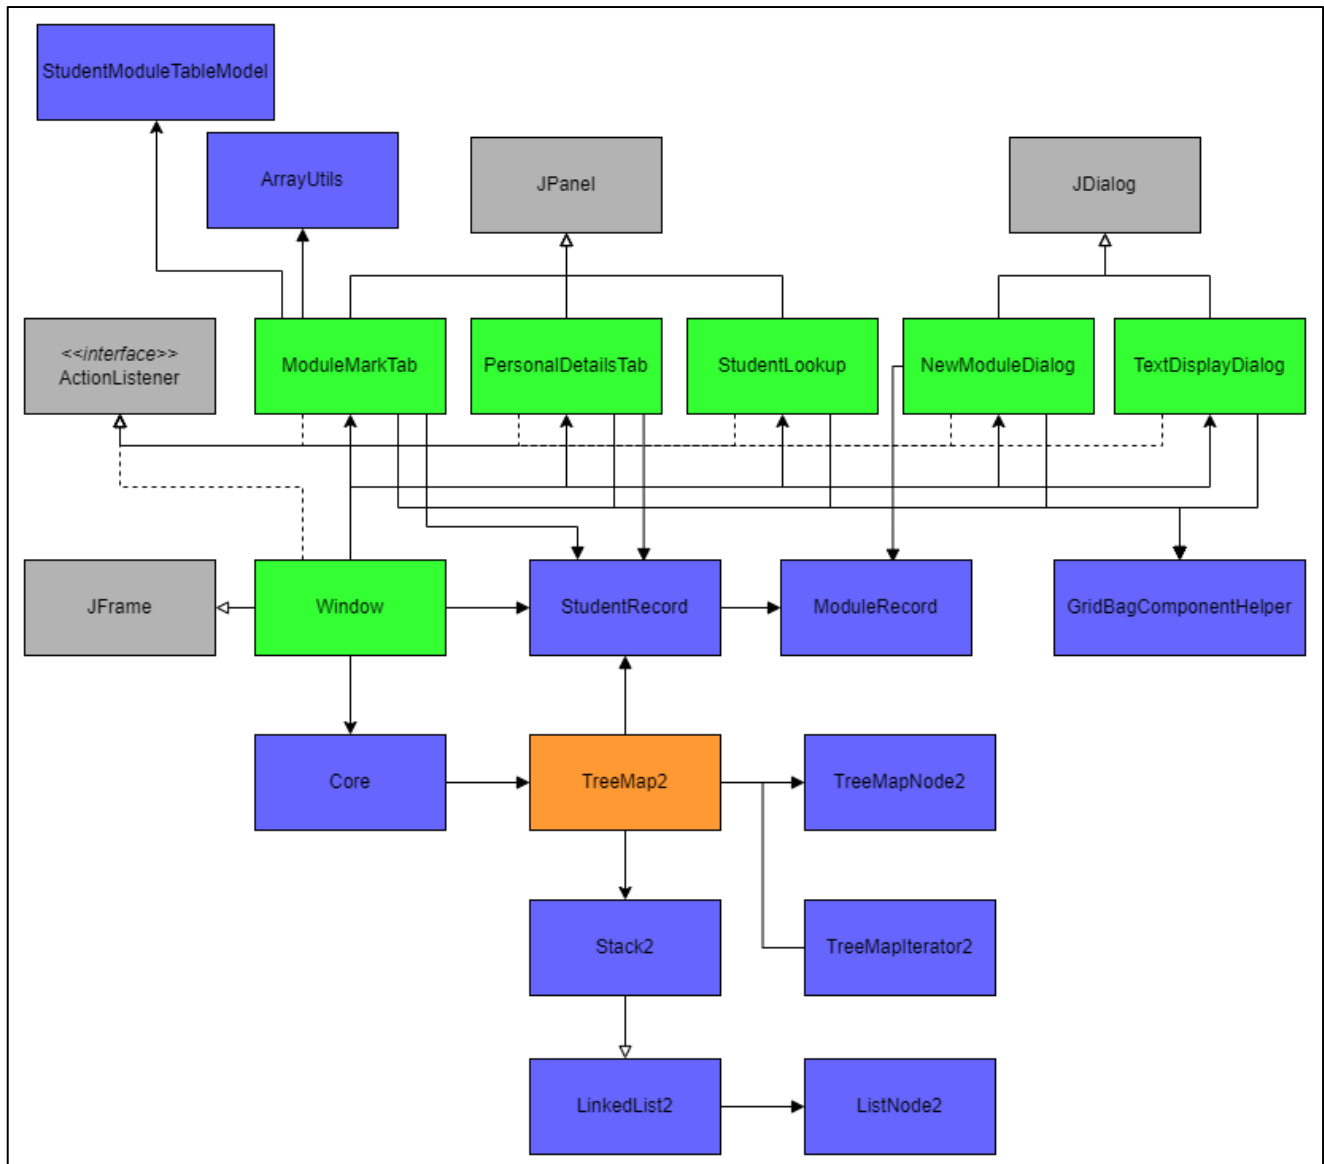 StudentModuleTableModel
ArrayUtils
JPanel
JDialog
<<interface>>
ActionListener
ModuleMarkTab
PersonalDetailsTab
StudentLookup
NewModuleDialog
TextDisplayDialog
JFrame
Window
StudentRecord
ModuleRecord
GridBagComponentHelper
Core
TreeMap2
TreeMapNode2
Stack2
TreeMapIterator2
LinkedList2
ListNode2